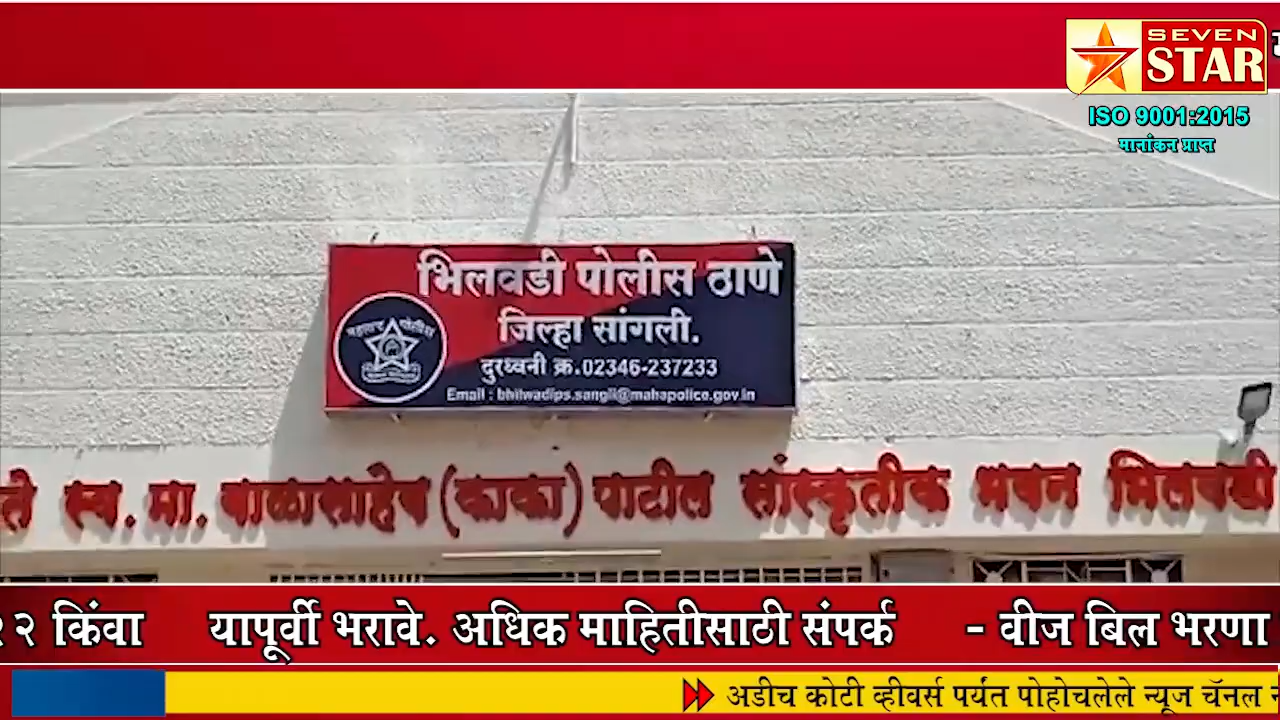 SEVEN
STAR
ISO 9001:2015
मानांकन प्राप्त
भिलवडी पोलीस ठाणे
जिल्हा सांगली.
महाराष्ट्र पोलीस
दुरध्वनी क्र.02346-237233
Email : bhilwadips.sangli@mahapolice.gov.in
ते स्व. मा. बाळासाहेब (काका) पाटील सांस्कृतीक भवन भिलवडी
२ किंवा यापूर्वी भरावे. अधिक माहितीसाठी संपर्क - वीज बिल भरणा
अडीच कोटी व्हीवर्स पर्यंत पोहोचलेले न्यूज चॅनल